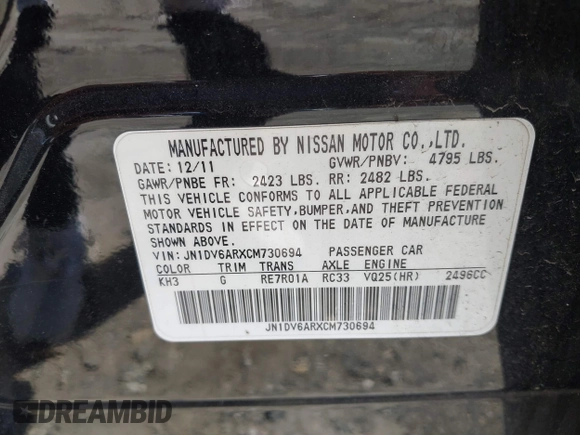 MANUFACTURED BY NISSAN MOTOR CO.,LTD.
DATE: 12/11 GVWR/PNBV: 4795 LBS.
GAWR/PNBE FR: 2423 LBS. RR: 2482 LBS.
THIS VEHICLE CONFORMS TO ALL APPLICABLE FEDERAL
MOTOR VEHICLE SAFETY,BUMPER,AND THEFT PREVENTION
STANDARDS IN EFFECT ON THE DATE OF MANUFACTURE
SHOWN ABOVE.
VIN: JN1DV6ARXCM730694 PASSENGER CAR
COLOR TRIM TRANS AXLE ENGINE
KH3 G RE7R01A RC33 VQ25(HR) 2496CC
JN1DV6ARXCM730694
DREAMBID